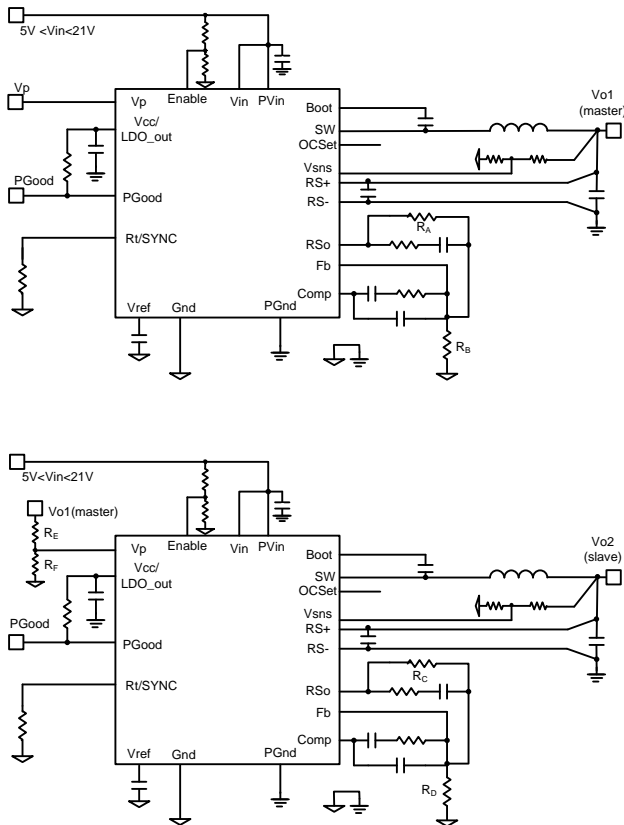 5V <Vin<21V
Vp
Vp
Enable
Vin
PVin
Boot
Vo1
(master)
Vcc/
LDO_out
SW
OCSet
PGood
PGood
Vsns
RS+
RS-
Rt/SYNC
RSo
RA
Fb
Comp
Vref
Gnd
PGnd
RB
5V<Vin<21V
Vo1(master)
RE
RF
Vp
Enable
Vin
PVin
Boot
Vo2
(slave)
Vcc/
LDO_out
SW
OCSet
PGood
PGood
Vsns
RS+
RS-
Rt/SYNC
RSo
RC
Fb
Comp
Vref
Gnd
PGnd
RD